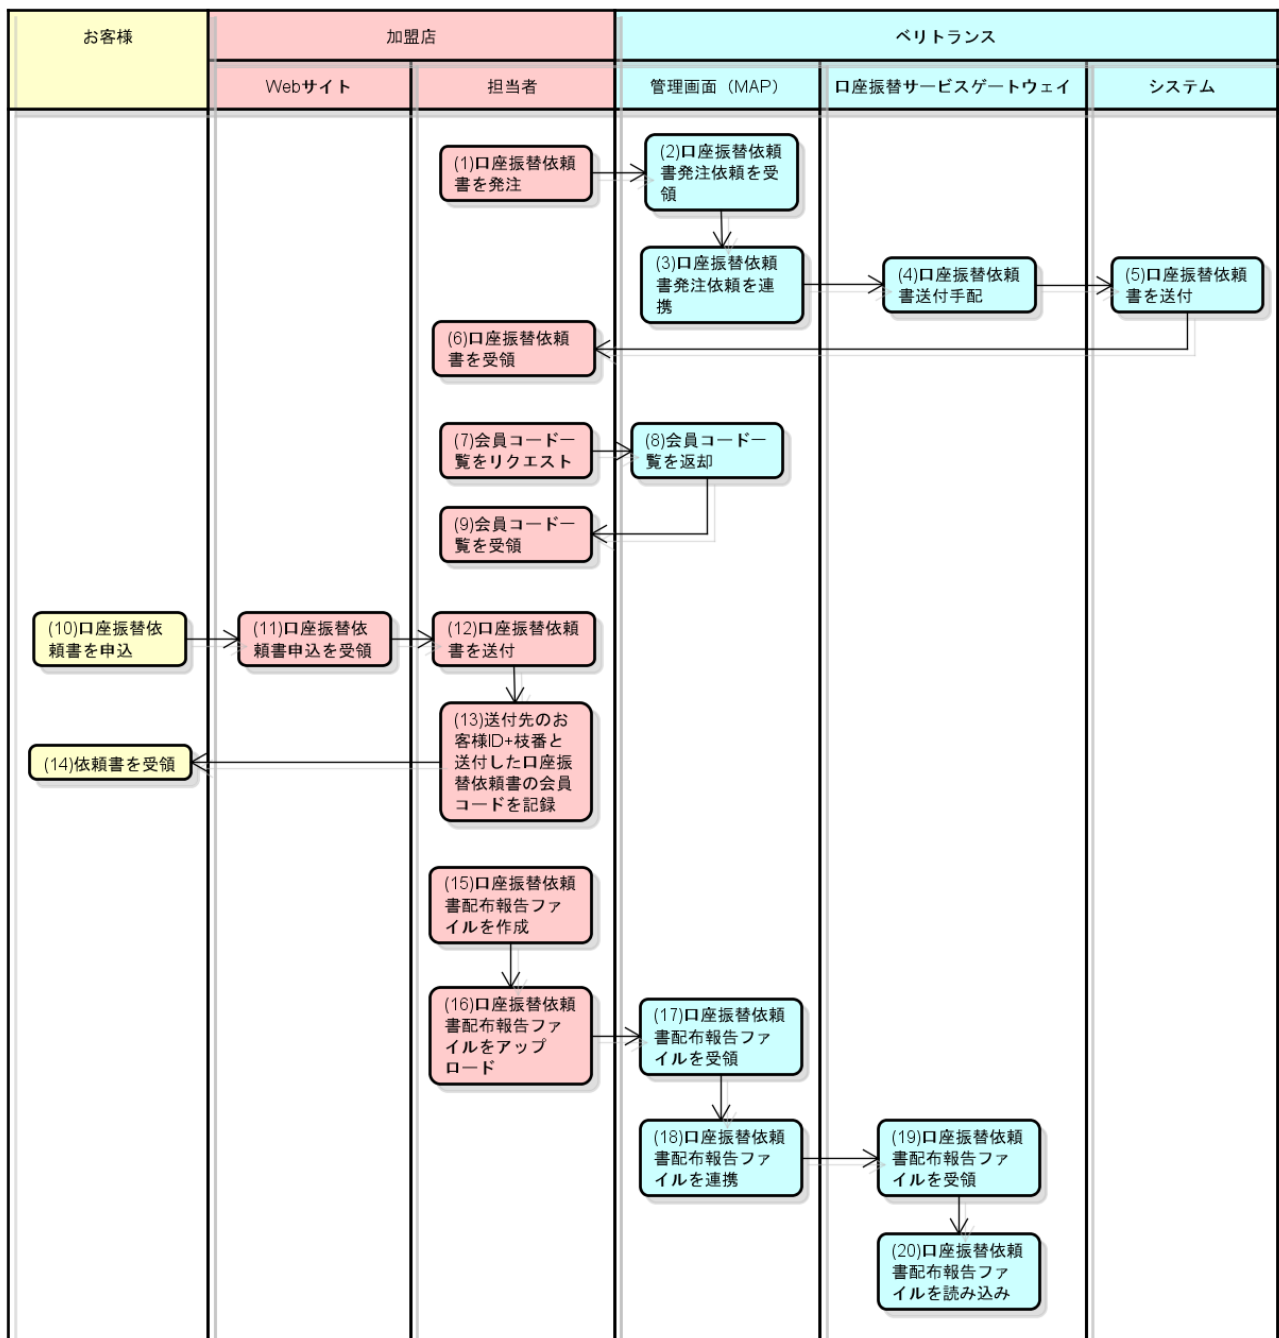 お客様
加盟店
ベリトランス
Webサイト
担当者
管理画面（MAP）
口座振替サービスゲートウェイ
システム
(1)口座振替依頼
書を発注
(2)口座振替依頼
書発注依頼を受
領
(3)口座振替依頼
書発注依頼を連
携
(4)口座振替依頼
書送付手配
(5)口座振替依頼
書を送付
(6)口座振替依頼
書を受領
(7)会員コード一
覧をリクエスト
(8)会員コード一
覧を返却
(9)会員コード一
覧を受領
(10)口座振替依
頼書を申込
(11)口座振替依
頼書申込を受領
(12)口座振替依頼
書を送付
(13)送付先のお
客様ID+枝番と
送付した口座振
替依頼書の会員
コードを記録
(14)依頼書を受領
(15)口座振替依頼
書配布報告ファ
イルを作成
(16)口座振替依頼
書配布報告ファ
イルをアップ
ロード
(17)口座振替依頼
書配布報告ファ
イルを受領
(18)口座振替依頼
書配布報告ファ
イルを連携
(19)口座振替依頼
書配布報告ファ
イルを受領
(20)口座振替依頼
書配布報告ファ
イルを読み込み